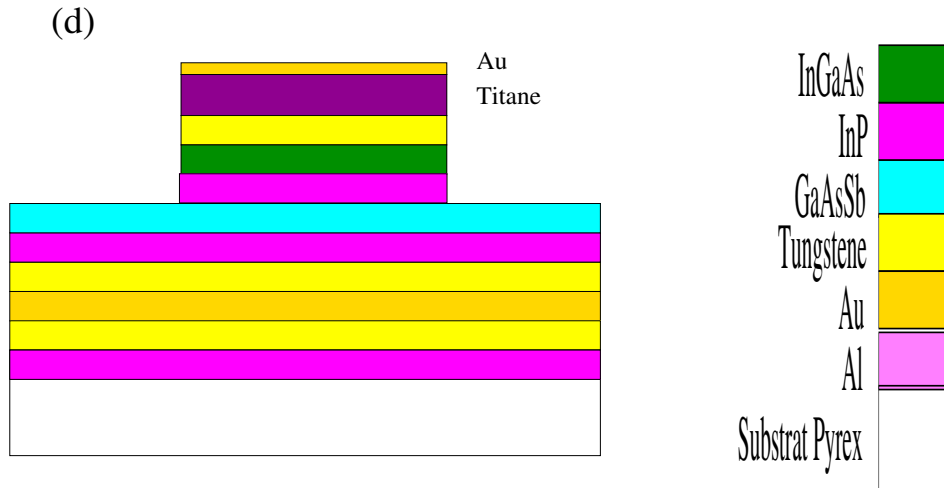 (d)
Au
Titane
InGaAs
InP
GaAsSb
Tungstene
Au
Al
Substrat Pyrex